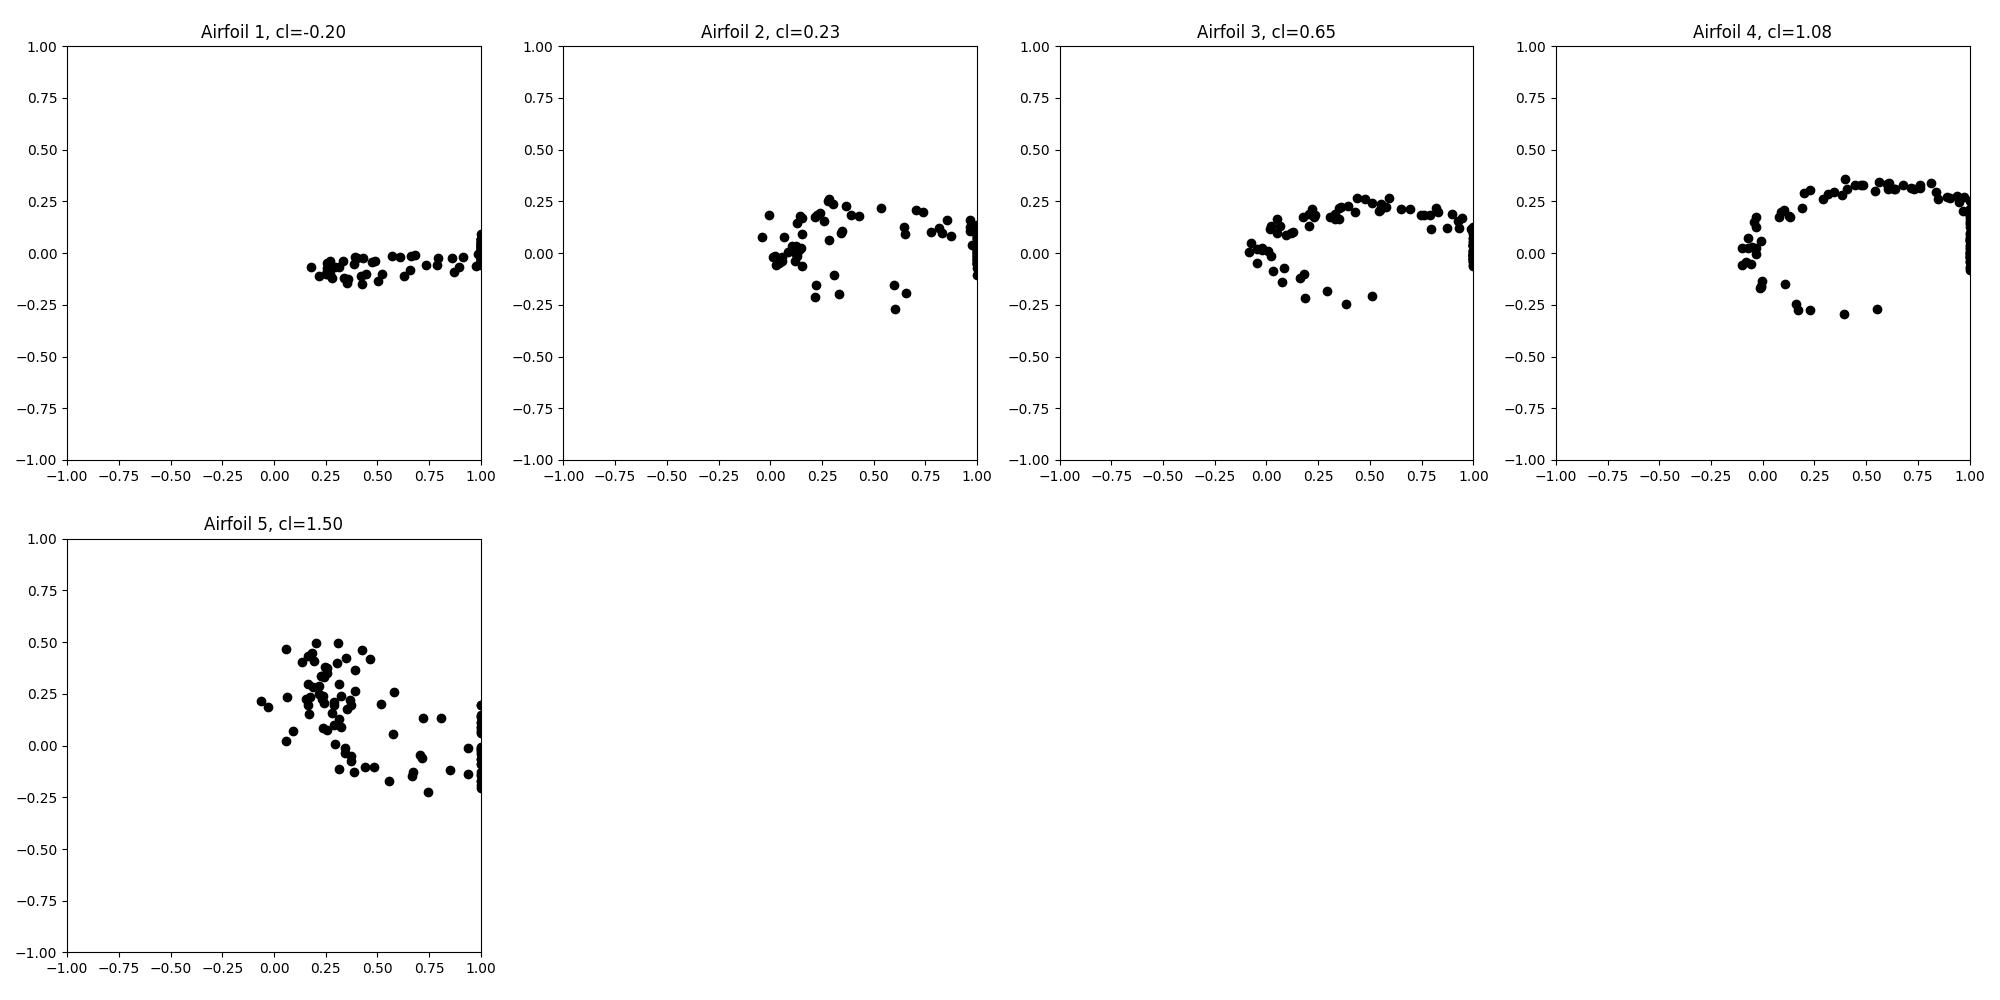 Airfoil 1, cl=-0.20
Airfoil 2, cl=0.23
Airfoil 3, cl=0.65
Airfoil 4, cl=1.08
1.00 1.00 1.00 1.00
0.75 0.75 0.75 0.75
0.50 0.50 0.50 0.50
0.25 0.25 0.25 0.25
0.00 0.00 0.00 0.00
−0.25 −0.25 −0.25 −0.25
−0.50 −0.50 −0.50 −0.50
−0.75 −0.75 −0.75 −0.75
−1.00 −1.00 −1.00 −1.00
−1.00 −0.75 −0.50 −0.25 0.00 0.25 0.50 0.75 1.00
−1.00 −0.75 −0.50 −0.25 0.00 0.25 0.50 0.75 1.00
−1.00 −0.75 −0.50 −0.25 0.00 0.25 0.50 0.75 1.00
−1.00 −0.75 −0.50 −0.25 0.00 0.25 0.50 0.75 1.00
Airfoil 5, cl=1.50
1.00
0.75
0.50
0.25
0.00
−0.25
−0.50
−0.75
−1.00
−1.00 −0.75 −0.50 −0.25 0.00 0.25 0.50 0.75 1.00